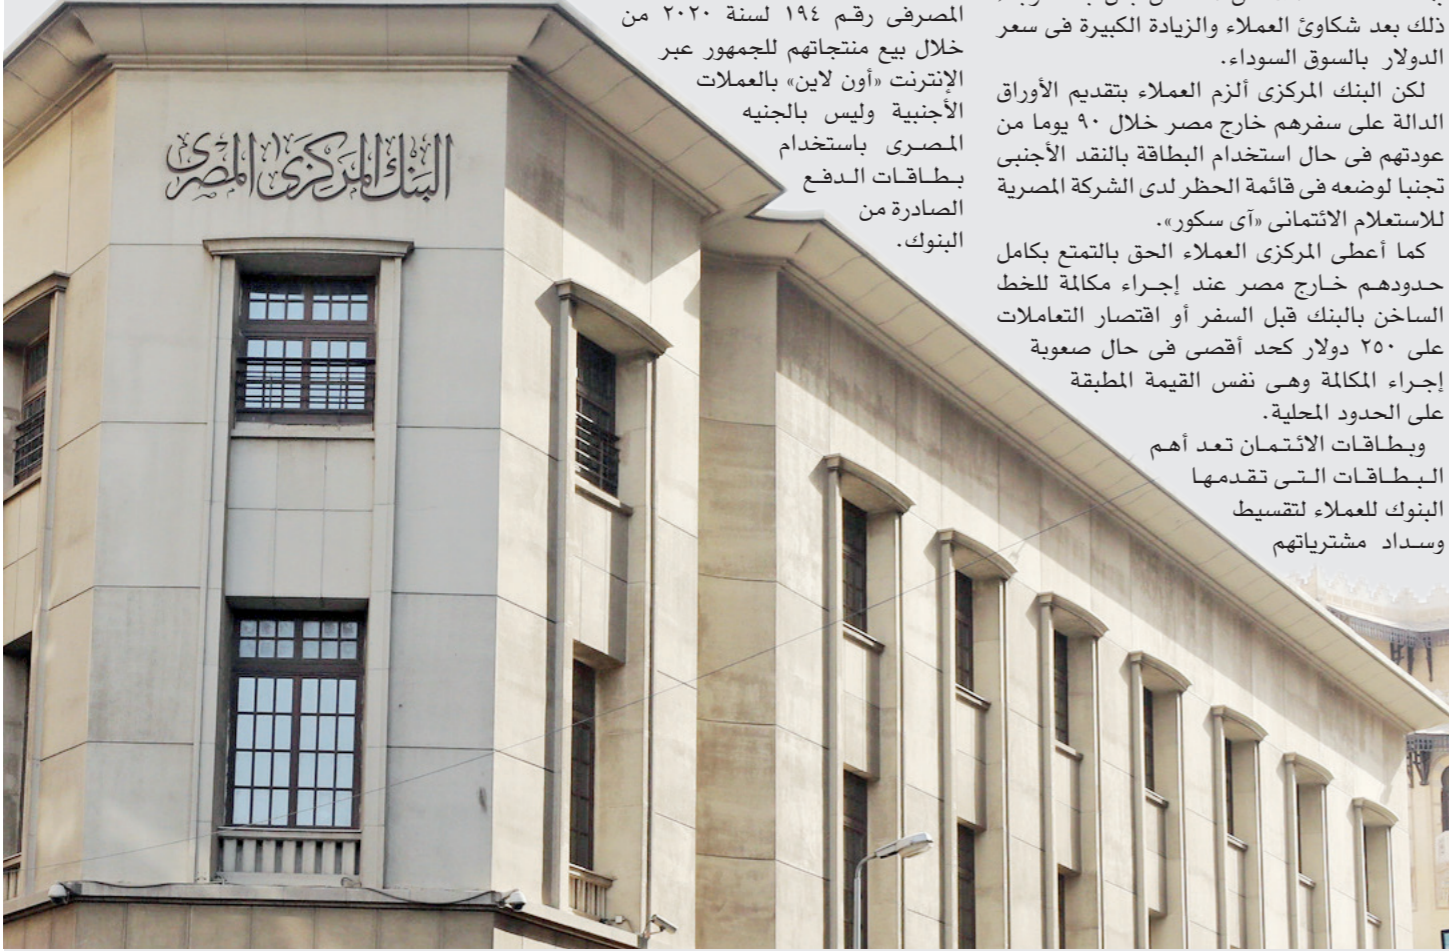 ذلك بعد شكاوئ العملاء والزيادة الكبيرة فى سعر
الدولار بالسوق السوداء.
لكن البنك المركزى ألزم العملاء بتقديم الأوراق
الدالة على سفرهم خارج مصر خلال ٩٠ يوما من
عودتهم فى حال استخدام البطاقة بالنقد الأجنبى
تجنبا لوضعه فى قائمة الحظر لدى الشركة المصرية
للاستعلام الائتمانى «آى سكور».
كما أعطى المركزى العملاء الحق بالتمتع بكامل
حدودهم خارج مصر عند إجراء مكالمة للخط
الساخن بالبنك قبل السفر أو اقتصار التعاملات
على ٢٥٠ دولار كحد أقصى فى حال صعوبة
إجراء المكالمة وهى نفس القيمة المطبقة
على الحدود المحلية.
وبطاقات الائتمان تعد أهم
البطاقات التى تقدمها
البنوك للعملاء لتقسيط
وسداد مشترياتهم
المصرفى رقم ١٩٤ لسنة ٢٠٢٠ من
خلال بيع منتجاتهم للجمهور عبر
الإنترنت «أون لاين» بالعملات
الأجنبية وليس بالجنيه
المصرى باستخدام
بطاقات الدفع
الصادرة من
البنوك.
البنك المركزى المصرى